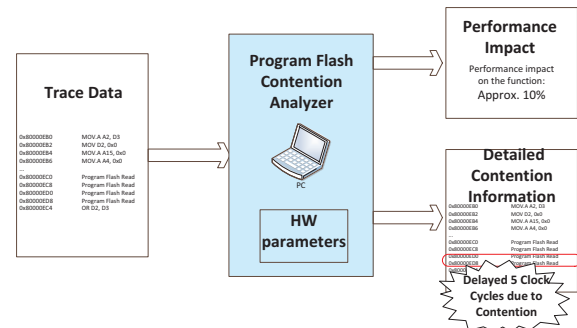 Trace Data
0x80000EB0 MOV.A A2, D3
0x80000EB2 MOV D2, 0x0
0x80000EB4 MOV.A A15, 0x0
0x80000EB6 MOV.A A4, 0x0
...
0x80000EC0 Program Flash Read
0x80000EC8 Program Flash Read
0x80000ED0 Program Flash Read
0x80000ED8 Program Flash Read
0x80000EC4 OR D2, D3
Program Flash
Contention
Analyzer
PC
HW
parameters
Performance
Impact
Performance impact
on the function:
Approx. 10%
Detailed
Contention
Information
0x80000EB0 MOV.A A2, D3
0x80000EB2 MOV D2, 0x0
0x80000EB4 MOV.A A15, 0x0
0x80000EB6 MOV.A A4, 0x0
...
0x80000EC0 Program Flash Read
0x80000EC8 Program Flash Read
0x80000ED0 Program Flash Read
0x80000ED8 Program Flash Read
Delayed 5 Clock
Cycles due to
Contention